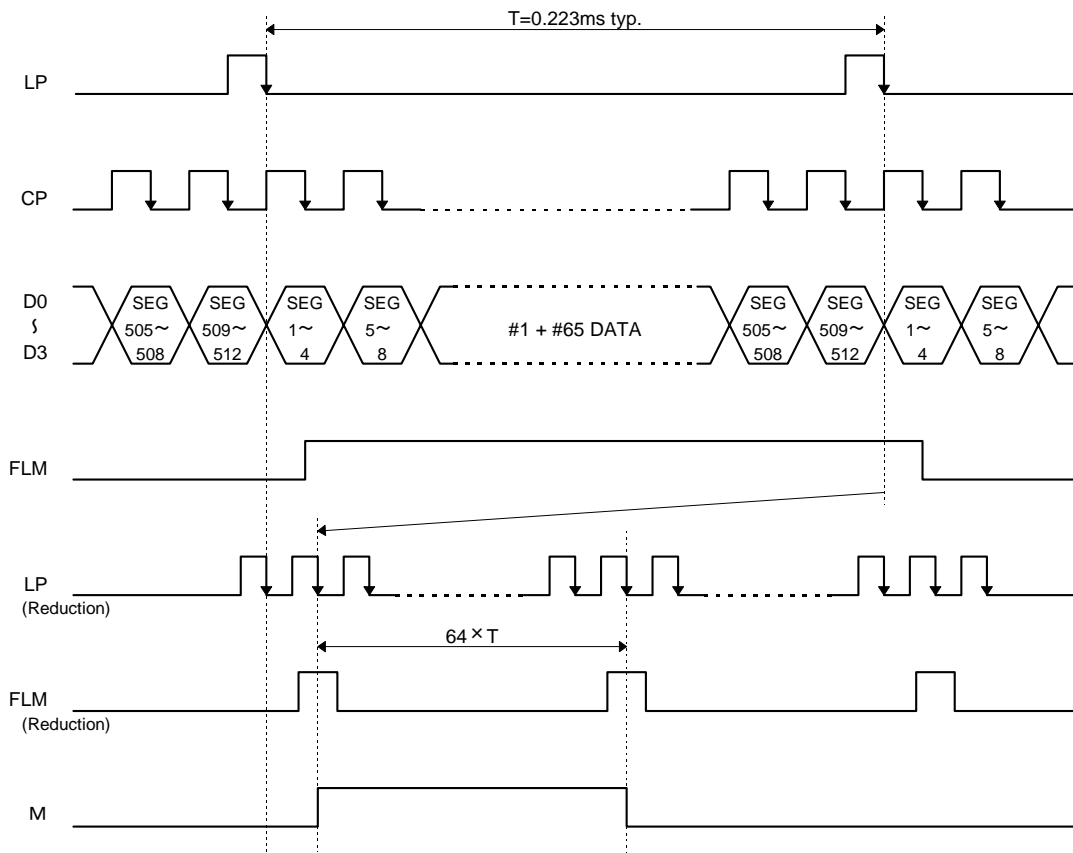 T=0.223ms typ.
LP
CP
D0
∫
D3
SEG 505~ 508
SEG 509~ 512
SEG 1~ 4
SEG 5~ 8
#1 + #65 DATA
SEG 505~ 508
SEG 509~ 512
SEG 1~ 4
SEG 5~ 8
FLM
LP
(Reduction)
64 × T
FLM
(Reduction)
M